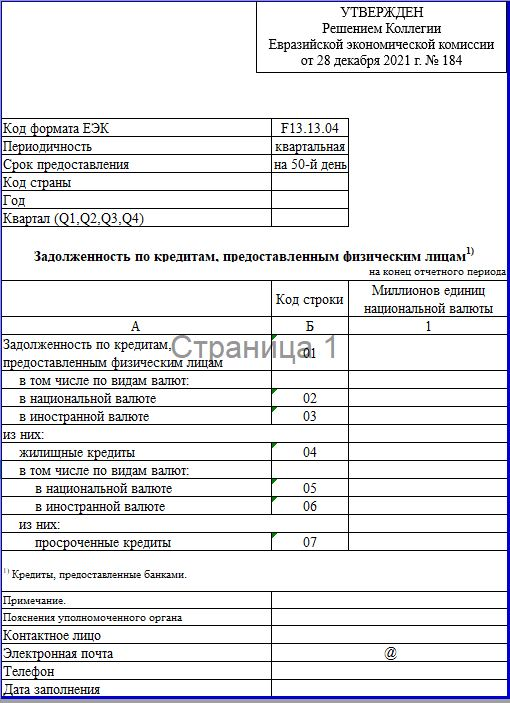 УТВЕРЖДЕН
Решением Коллегии
Евразийской экономической комиссии
от 28 декабря 2021 г. № 184
Код формата ЕЭК F13.13.04
Периодичность квартальная
Срок предоставления на 50-й день
Код страны
Год
Квартал (Q1,Q2,Q3,Q4)
Задолженность по кредитам, предоставленным физическим лицам1)
на конец отчетного периода
Код строки
Миллионов единиц
национальной валюты
А Б 1
Страница 1
Задолженность по кредитам,
предоставленным физическим лицам 01
в том числе по видам валют:
в национальной валюте 02
в иностранной валюте 03
из них:
жилищные кредиты 04
в том числе по видам валют:
в национальной валюте 05
в иностранной валюте 06
из них:
просроченные кредиты 07
1) Кредиты, предоставленные банками.
Примечание.
Пояснения уполномоченного органа
Контактное лицо
Электронная почта @
Телефон
Дата заполнения